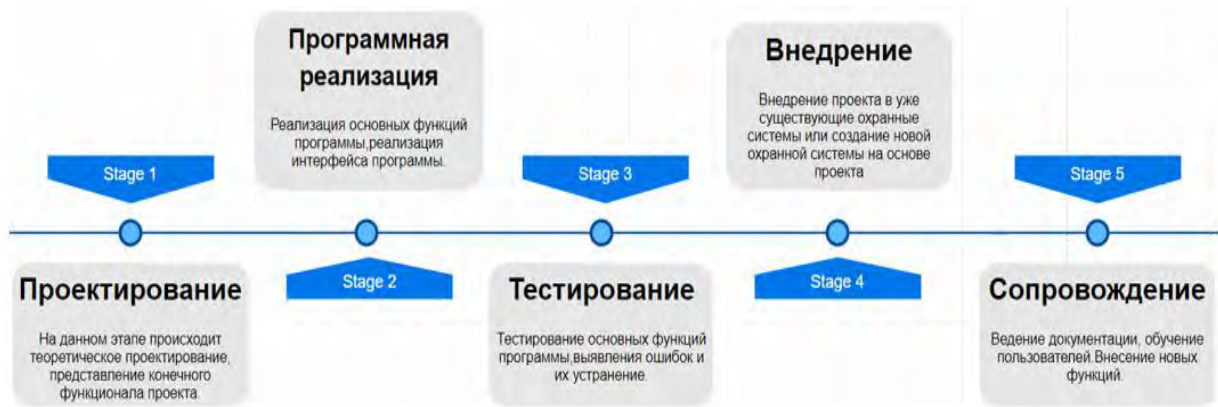 Stage 1
Проектирование
На данном этапе происходит
теоретическое проектирование,
представление конечного
функционала проекта
Программная
реализация
Реализация основных функций
программы,реализация
интерфейса программы.
Stage 2
Stage 3
Тестирование
Тестирование основных функций
программы,выявления ошибок и
их устранение.
Внедрение
Внедрение проекта в уже
существующие охранные
системы или создание новой
охранной системы на основе
проекта
Stage 4
Stage 5
Сопровождение
Ведение документации, обучение
пользователей.Внесение новых
функций.